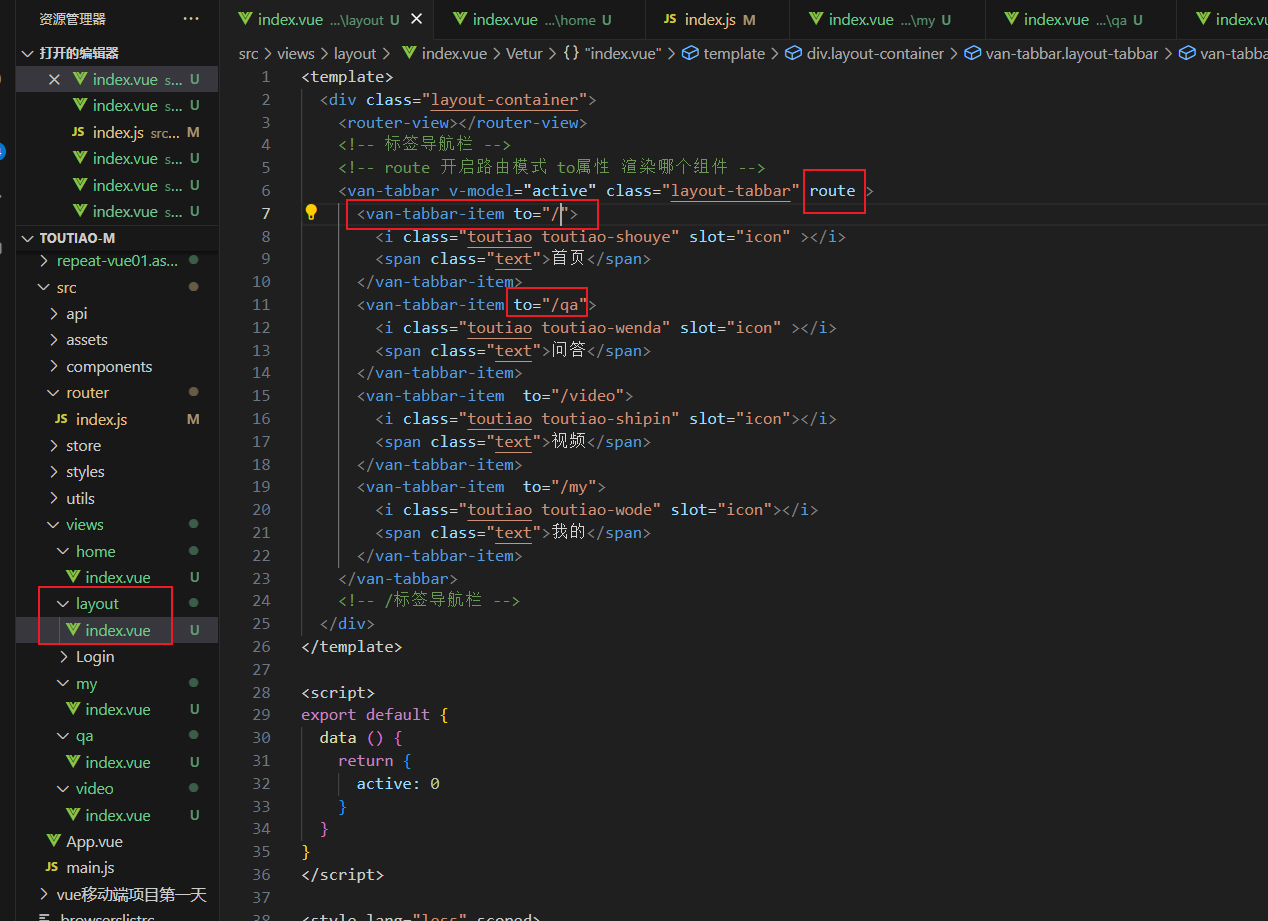 资源管理器 ···
打开的编辑器
index.vue s... U
index.vue s... U
JS index.js src... M
index.vue s... U
index.vue s... U
index.vue s... U
TOUTIAO-M
repeat-vue01.as...
src
api
assets
components
router
JS index.js M
store
styles
utils
views
home
index.vue U
layout
index.vue U
Login
my
index.vue U
qa
index.vue U
video
index.vue U
App.vue
JS main.js
vue移动端项目第一天
.browserslistrc
index.vue ...\layout U index.vue ...\home U JS index.js M index.vue ...\my U index.vue ...\qa U index.vu
src > views > layout > index.vue > Vetur > {} "index.vue" > template > div.layout-container > van-tabbar.layout-tabbar > van-tabba
1 <template>
2 <div class="layout-container">
3 <router-view></router-view>
4 <!-- 标签导航栏 -->
5 <!-- route 开启路由模式 to属性 渲染哪个组件 -->
6 <van-tabbar v-model="active" class="layout-tabbar" route >
7 <van-tabbar-item to="/">
8 <i class="toutiao toutiao-shouye" slot="icon" ></i>
9 <span class="text">首页</span>
10 </van-tabbar-item>
11 <van-tabbar-item to="/qa">
12 <i class="toutiao toutiao-wenda" slot="icon" ></i>
13 <span class="text">问答</span>
14 </van-tabbar-item>
15 <van-tabbar-item  to="/video">
16 <i class="toutiao toutiao-shipin" slot="icon"></i>
17 <span class="text">视频</span>
18 </van-tabbar-item>
19 <van-tabbar-item  to="/my">
20 <i class="toutiao toutiao-wode" slot="icon"></i>
21 <span class="text">我的</span>
22 </van-tabbar-item>
23 </van-tabbar>
24 <!-- /标签导航栏 -->
25 </div>
26 </template>
27
28 <script>
29 export default {
30 data () {
31 return {
32 active: 0
33 }
34 }
35 }
36 </script>
37
38 <style lang="less" scoped>